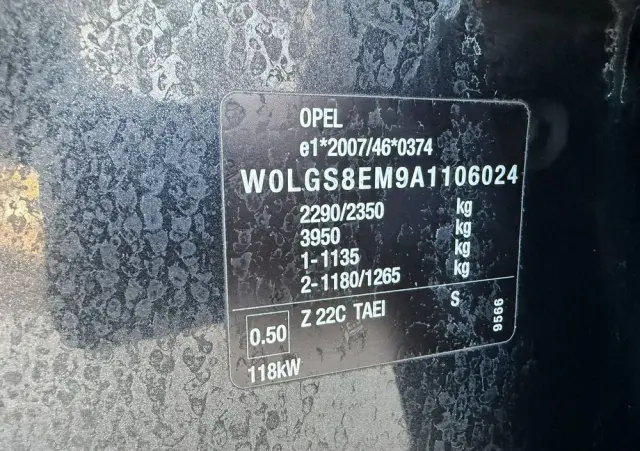 OPEL
e1*2007/46*0374
W0LGS8EM9A1106024
2290/2350 kg
3950 kg
1-1135 kg
2-1180/1265 kg
0.50 Z 22C TAEI S
118kW
9566